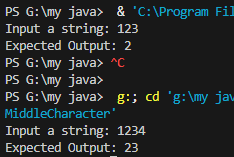 PS G:\my java>  & 'C:\Program Fil
Input a string: 123
Expected Output: 2
PS G:\my java> ^C
PS G:\my java>
PS G:\my java>  g:; cd 'g:\my jav
MiddleCharacter'
Input a string: 1234
Expected Output: 23